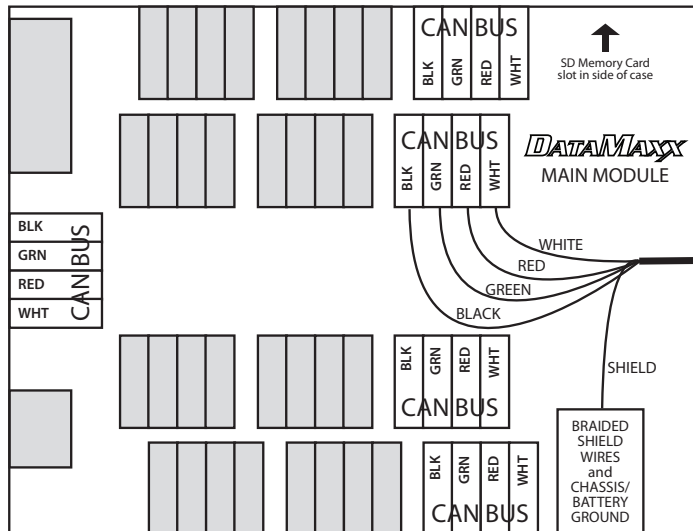 CAN BUS
BLK
GRN
RED
WHT
SD Memory Card
slot in side of case
CAN BUS
BLK
GRN
RED
WHT
DATAMAXX
MAIN MODULE
BLK
GRN
RED
WHT
CAN BUS
WHITE
RED
GREEN
BLACK
SHIELD
BLK
GRN
RED
WHT
CAN BUS
BRAIDED
SHIELD
WIRES
and
CHASSIS/
BATTERY
GROUND
BLK
GRN
RED
WHT
CAN BUS